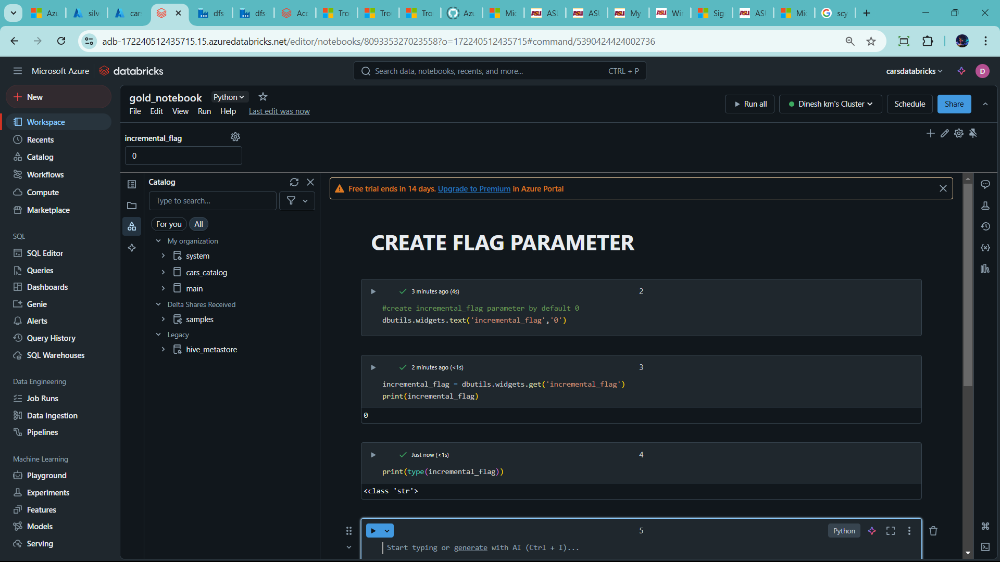 Azu
silv
cars
dfs
dfs
Acc
Tro
Tro
Tro
Azu
Mic
ASU
ASU
My
Win
Sig
ASU
Mic
scy
adb-172240512435715.15.azuredatabricks.net/editor/notebooks/809335327023558?o=172240512435715#command/5390424424002736
Microsoft Azure
databricks
Search data, notebooks, recents, and more...
CTRL + P
carsdatabricks
D
New
Workspace
Recents
Catalog
Workflows
Compute
Marketplace
SQL
SQL Editor
Queries
Dashboards
Genie
Alerts
Query History
SQL Warehouses
Data Engineering
Job Runs
Data Ingestion
Pipelines
Machine Learning
Playground
Experiments
Features
Models
Serving
gold_notebook
Python
File Edit View Run Help Last edit was now
Run all
Dinesh km's Cluster
Schedule
Share
incremental_flag
0
Catalog
Type to search...
For you
All
My organization
system
cars_catalog
main
Delta Shares Received
samples
Legacy
hive_metastore
Free trial ends in 14 days. Upgrade to Premium in Azure Portal
CREATE FLAG PARAMETER
3 minutes ago (4s)
2
#create incremental_flag parameter by default 0
dbutils.widgets.text('incremental_flag','0')
2 minutes ago (<1s)
3
incremental_flag = dbutils.widgets.get('incremental_flag')
print(incremental_flag)
0
Just now (<1s)
4
print(type(incremental_flag))
<class 'str'>
5
Python
Start typing or generate with AI (Ctrl + I)...